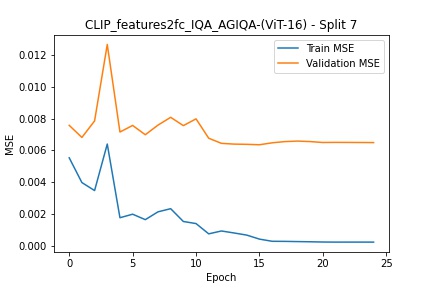 CLIP_features2fc_IQA_AGIQA-(ViT-16) - Split 7
Train MSE
Validation MSE
MSE
0.012
0.010
0.008
0.006
0.004
0.002
0.000
0 5 10 15 20 25
Epoch